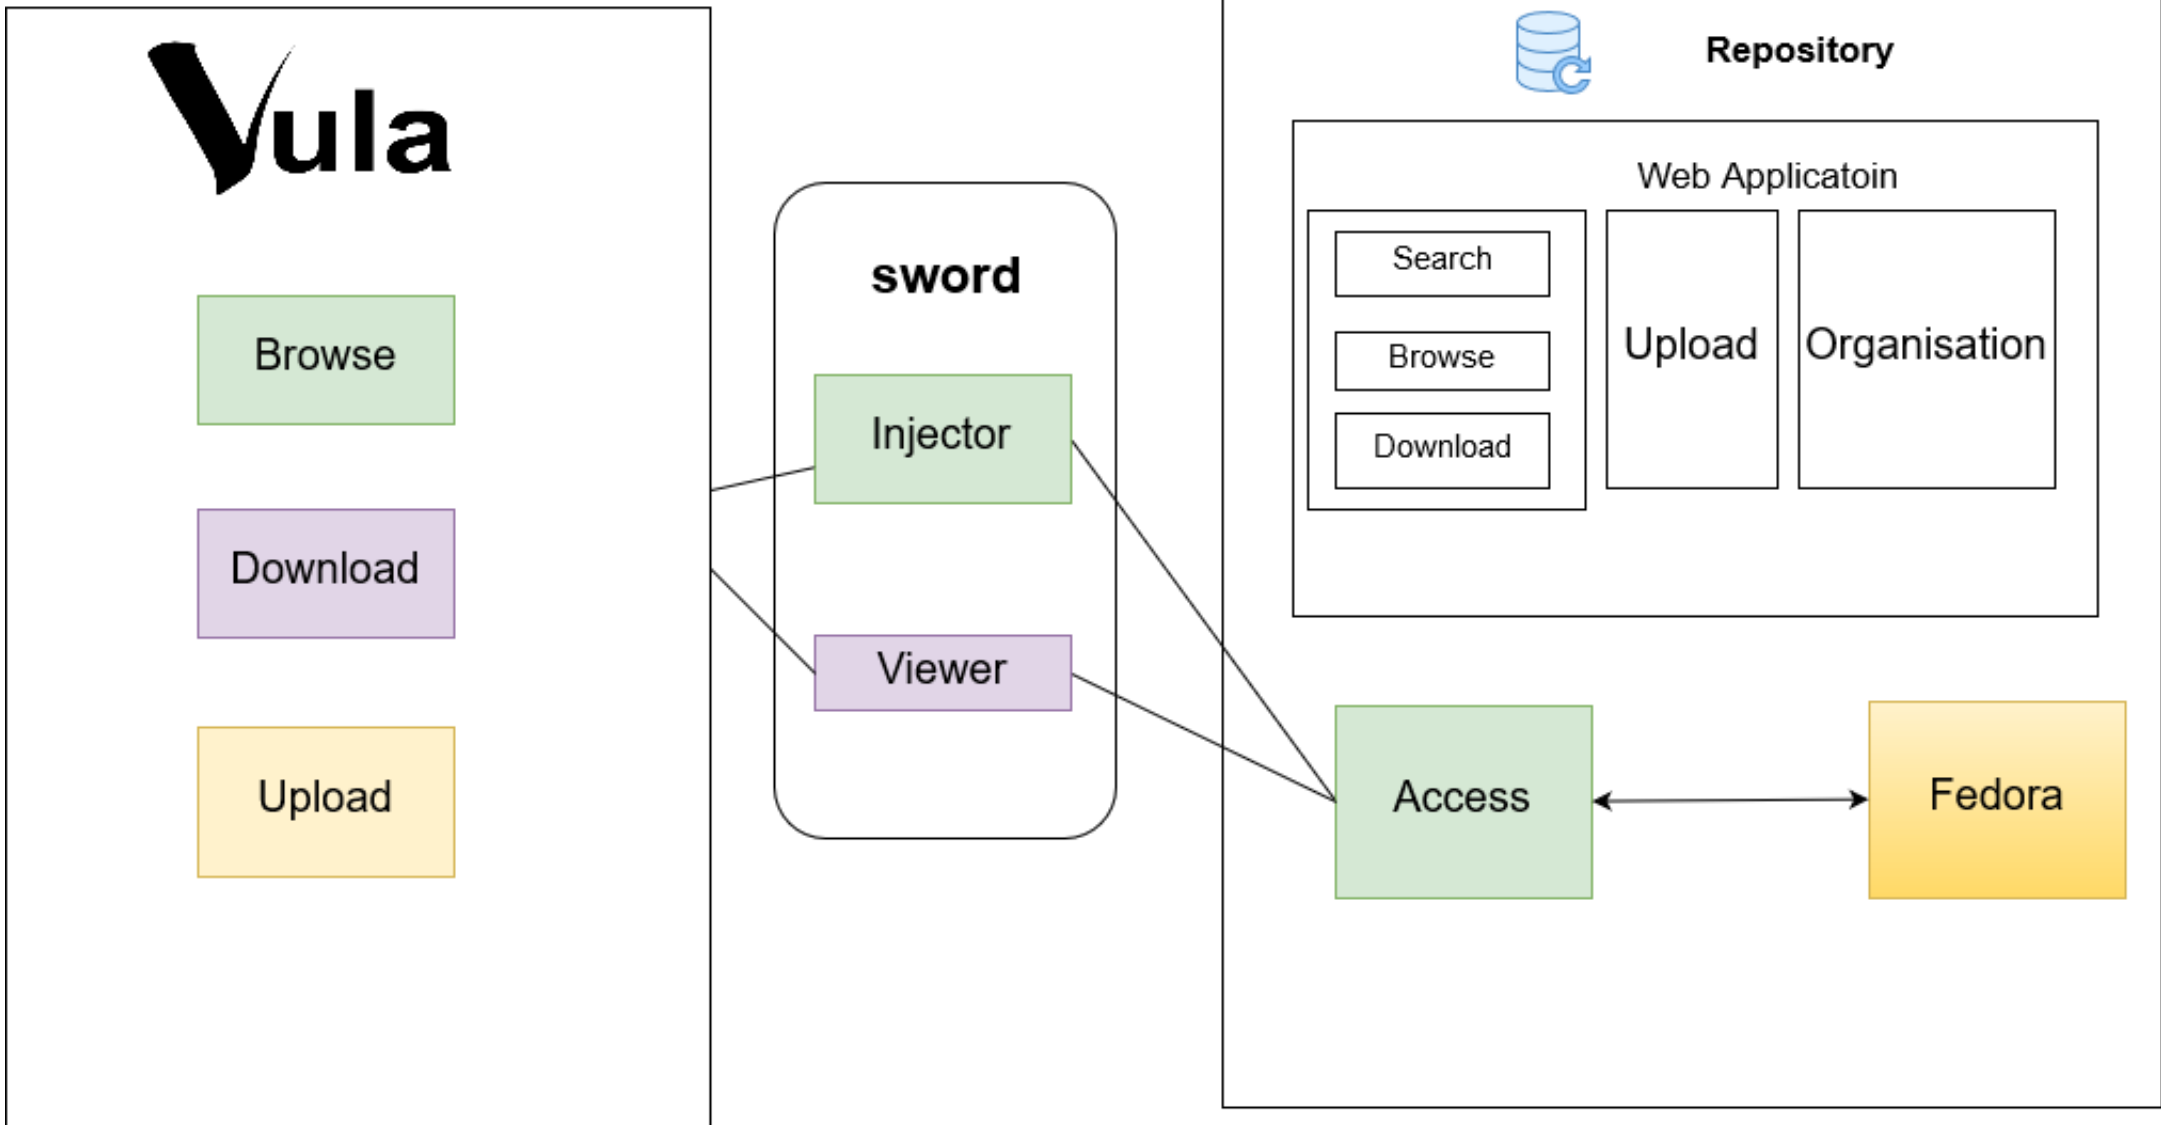 Vula
Browse
Download
Upload
sword
Injector
Viewer
Repository
Web Applicatoin
Search
Browse
Download
Upload
Organisation
Access
Fedora